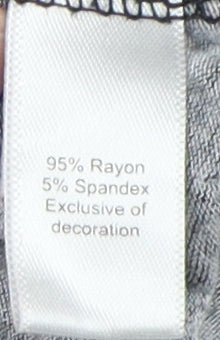 95% Rayon
5% Spandex
Exclusive of
decoration